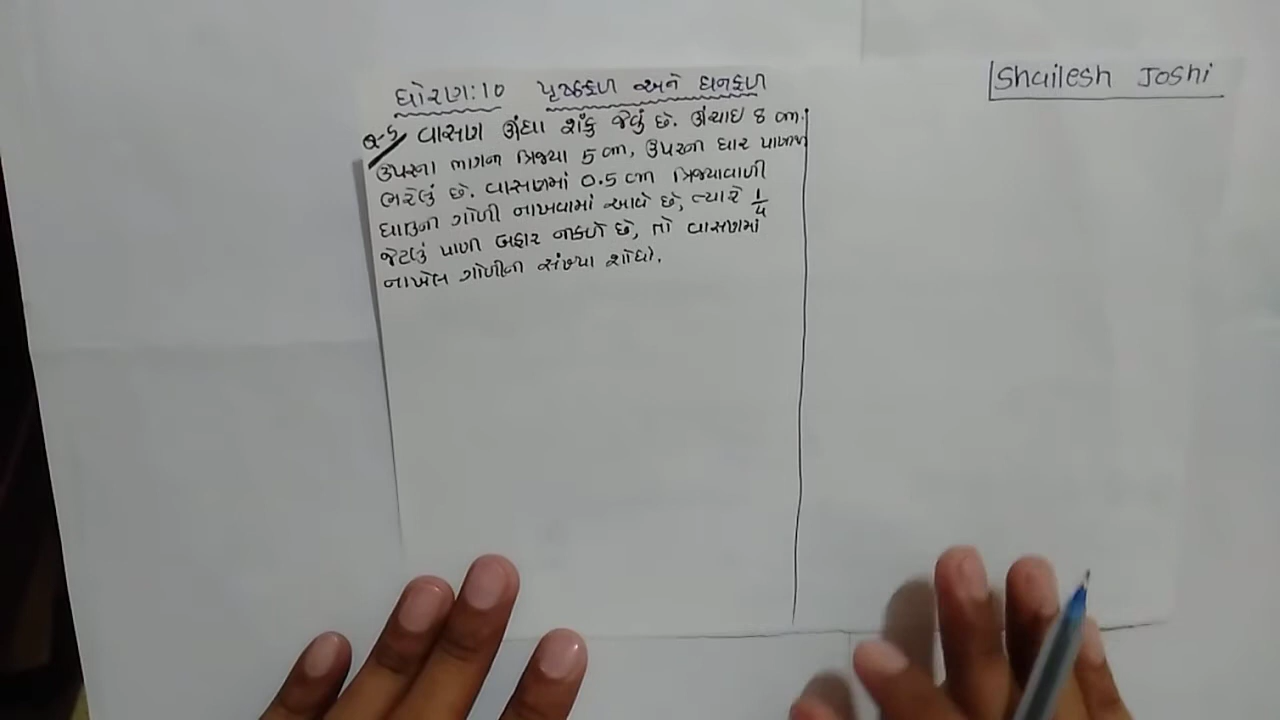 ધોરણ:10 પૃષ્ઠફળ અને ઘનફળ
Shailesh Joshi
Q-5 વાસણ ઊંધા શંકુ જેવું છે. ઊંચાઇ 8 cm.
ઉપરના ભાગની ત્રિજ્યા 5 cm, ઉપરની ધાર પાણીથી
ભરેલું છે. વાસણમાં 0.5 cm ત્રિજ્યાવાળી
ધાતુની ગોળી નાખવામાં આવે છે, ત્યારે 1/4
જેટલું પાણી બહાર નીકળે છે, તો વાસણમાં
નાખેલ ગોળીની સંખ્યા શોધો.